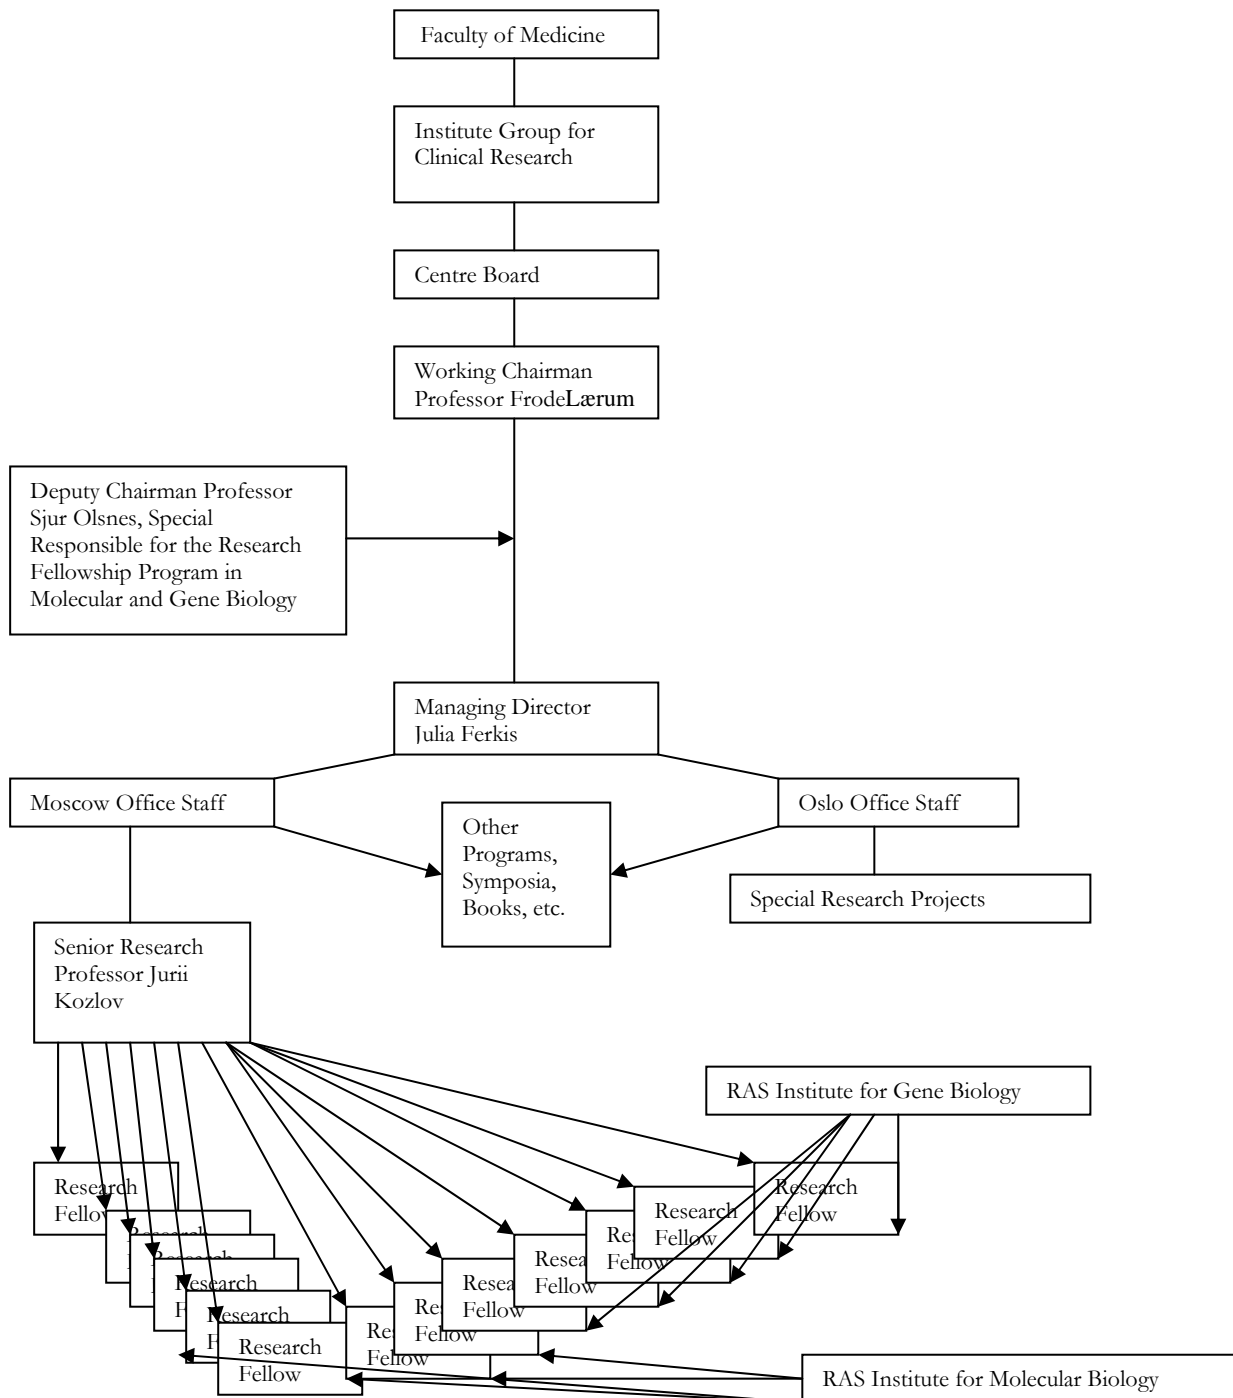 Faculty of Medicine
Institute Group for
Clinical Research
Centre Board
Working Chairman
Professor FrodeLærum
Deputy Chairman Professor
Sjur Olsnes, Special
Responsible for the Research
Fellowship Program in
Molecular and Gene Biology
Managing Director
Julia Ferkis
Moscow Office Staff
Oslo Office Staff
Other
Programs,
Symposia,
Books, etc.
Special Research Projects
Senior Research
Professor Jurii
Kozlov
RAS Institute for Gene Biology
Research
Fellow
Research
Research
Research
Research
Research
Fellow
Fellow
Fellow
Fellow
Fellow
Fellow
Research
Fellow
Research
Fellow
RAS Institute for Molecular Biology